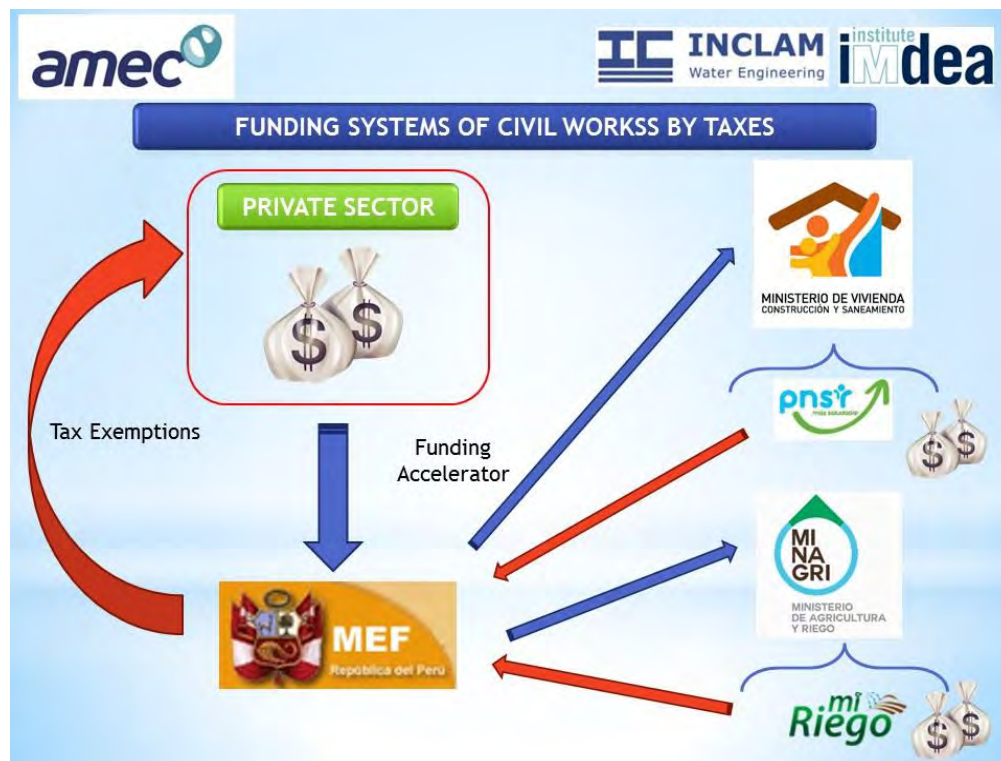 amec
IC INCLAM
Water Engineering
institute
iMdea
FUNDING SYSTEMS OF CIVIL WORKSS BY TAXES
PRIVATE SECTOR
$ $
MINISTERIO DE VIVIENDA
CONSTRUCCIÓN Y SANEAMIENTO
Tax Exemptions
Funding
Accelerator
pnsr
$ $
MI
NA
GRI
MINISTERIO
DE AGRICULTURA
Y RIEGO
MEF
República del Perú
mi
Riego
$ $